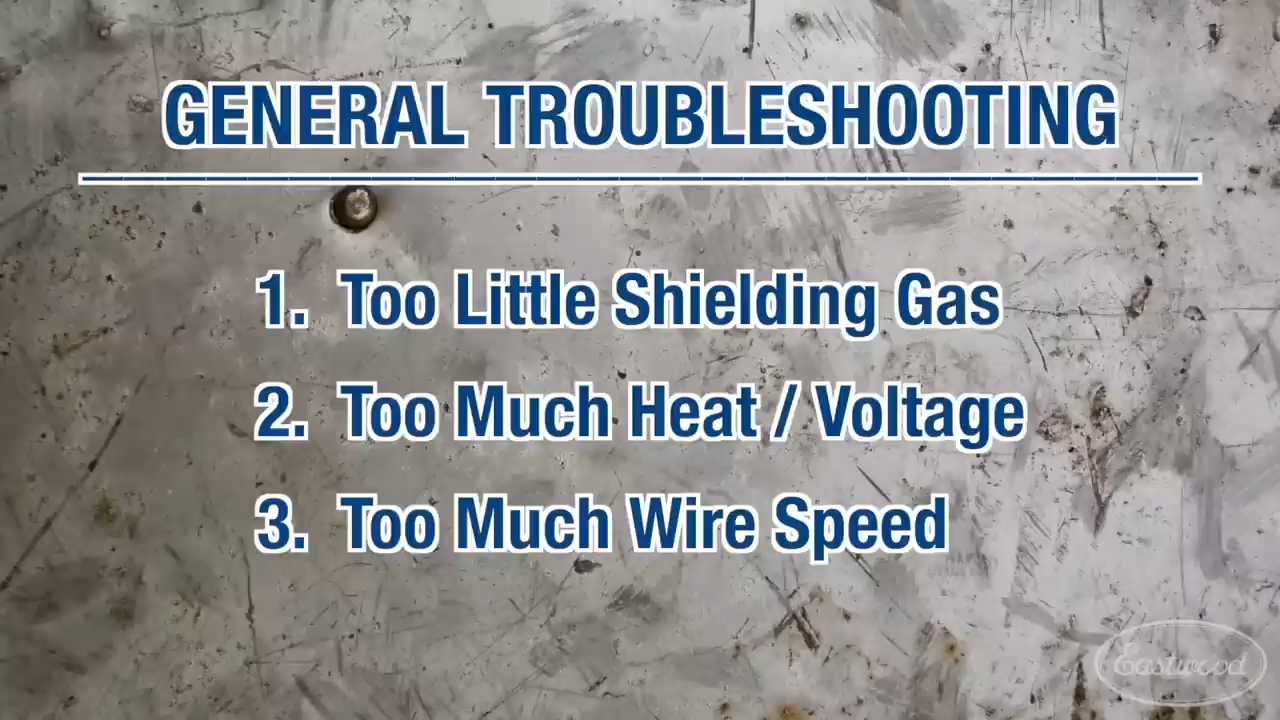 GENERAL TROUBLESHOOTING
1. Too Little Shielding Gas
2. Too Much Heat / Voltage
3. Too Much Wire Speed
Eastwood